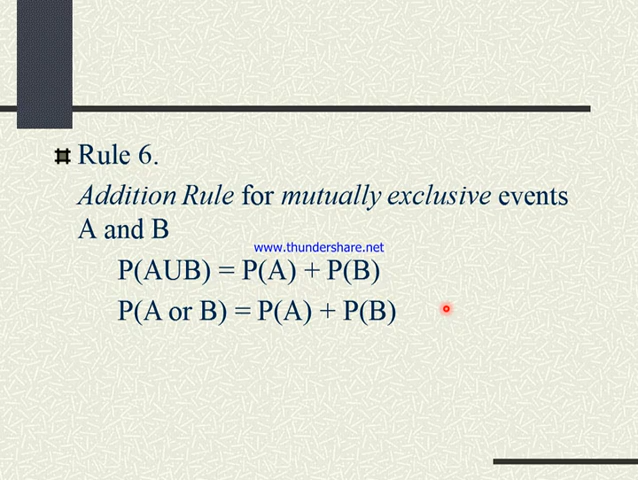 Rule 6.
Addition Rule for mutually exclusive events
A and B
www.thundershare.net
P(AUB) = P(A) + P(B)
P(A or B) = P(A) + P(B)